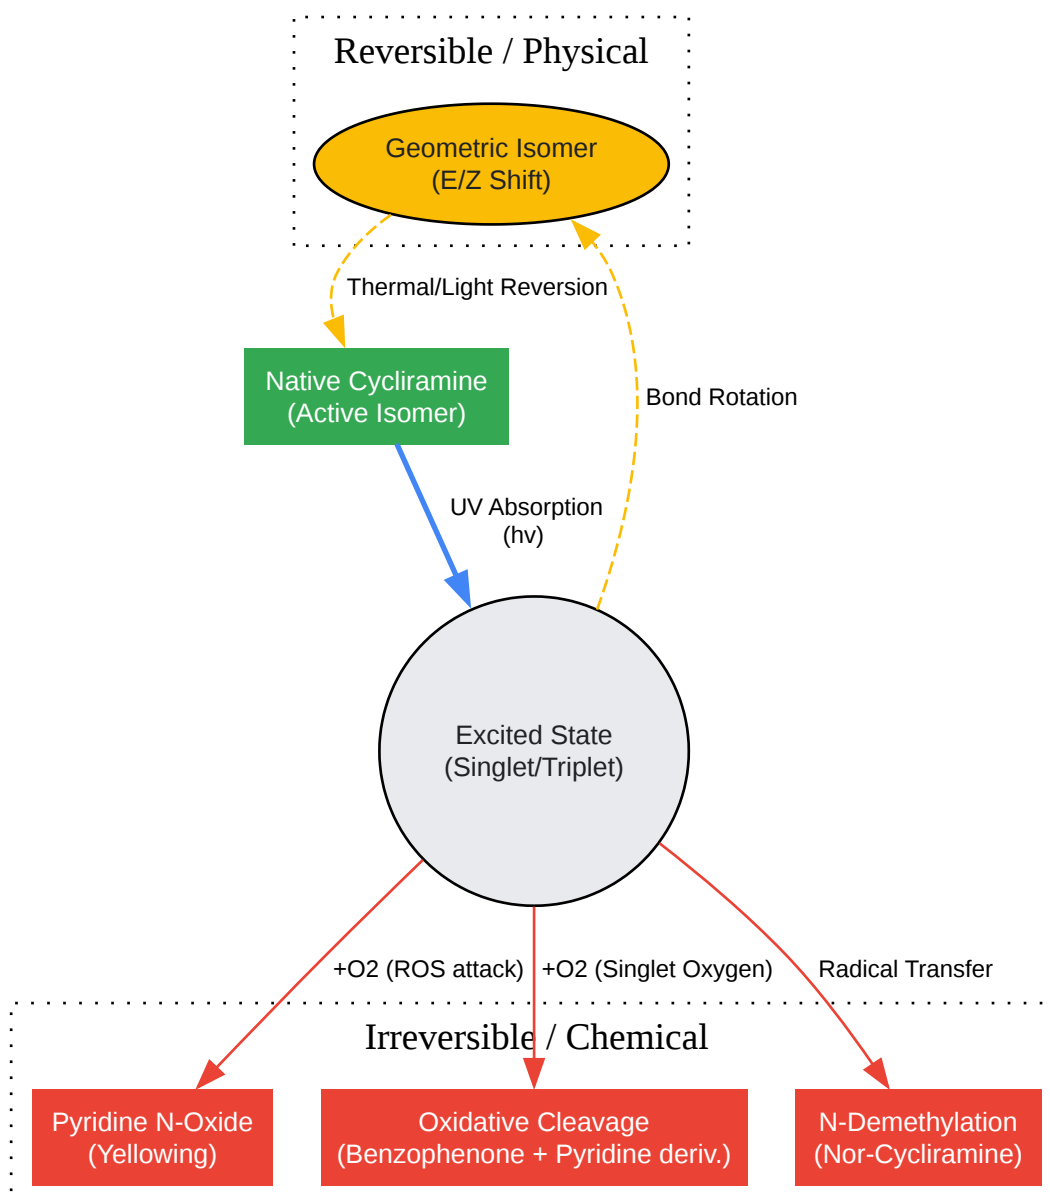 Reversible / Physical
Geometric Isomer
(E/Z Shift)
Thermal/Light Reversion
Native Cycliramine
(Active Isomer)
Bond Rotation
UV Absorption
(hv)
Excited State
(Singlet/Triplet)
+O2 (ROS attack)
+O2 (Singlet Oxygen)
Radical Transfer
Irreversible / Chemical
Pyridine N-Oxide
(Yellowing)
Oxidative Cleavage
(Benzophenone + Pyridine deriv.)
N-Demethylation
(Nor-Cycliramine)